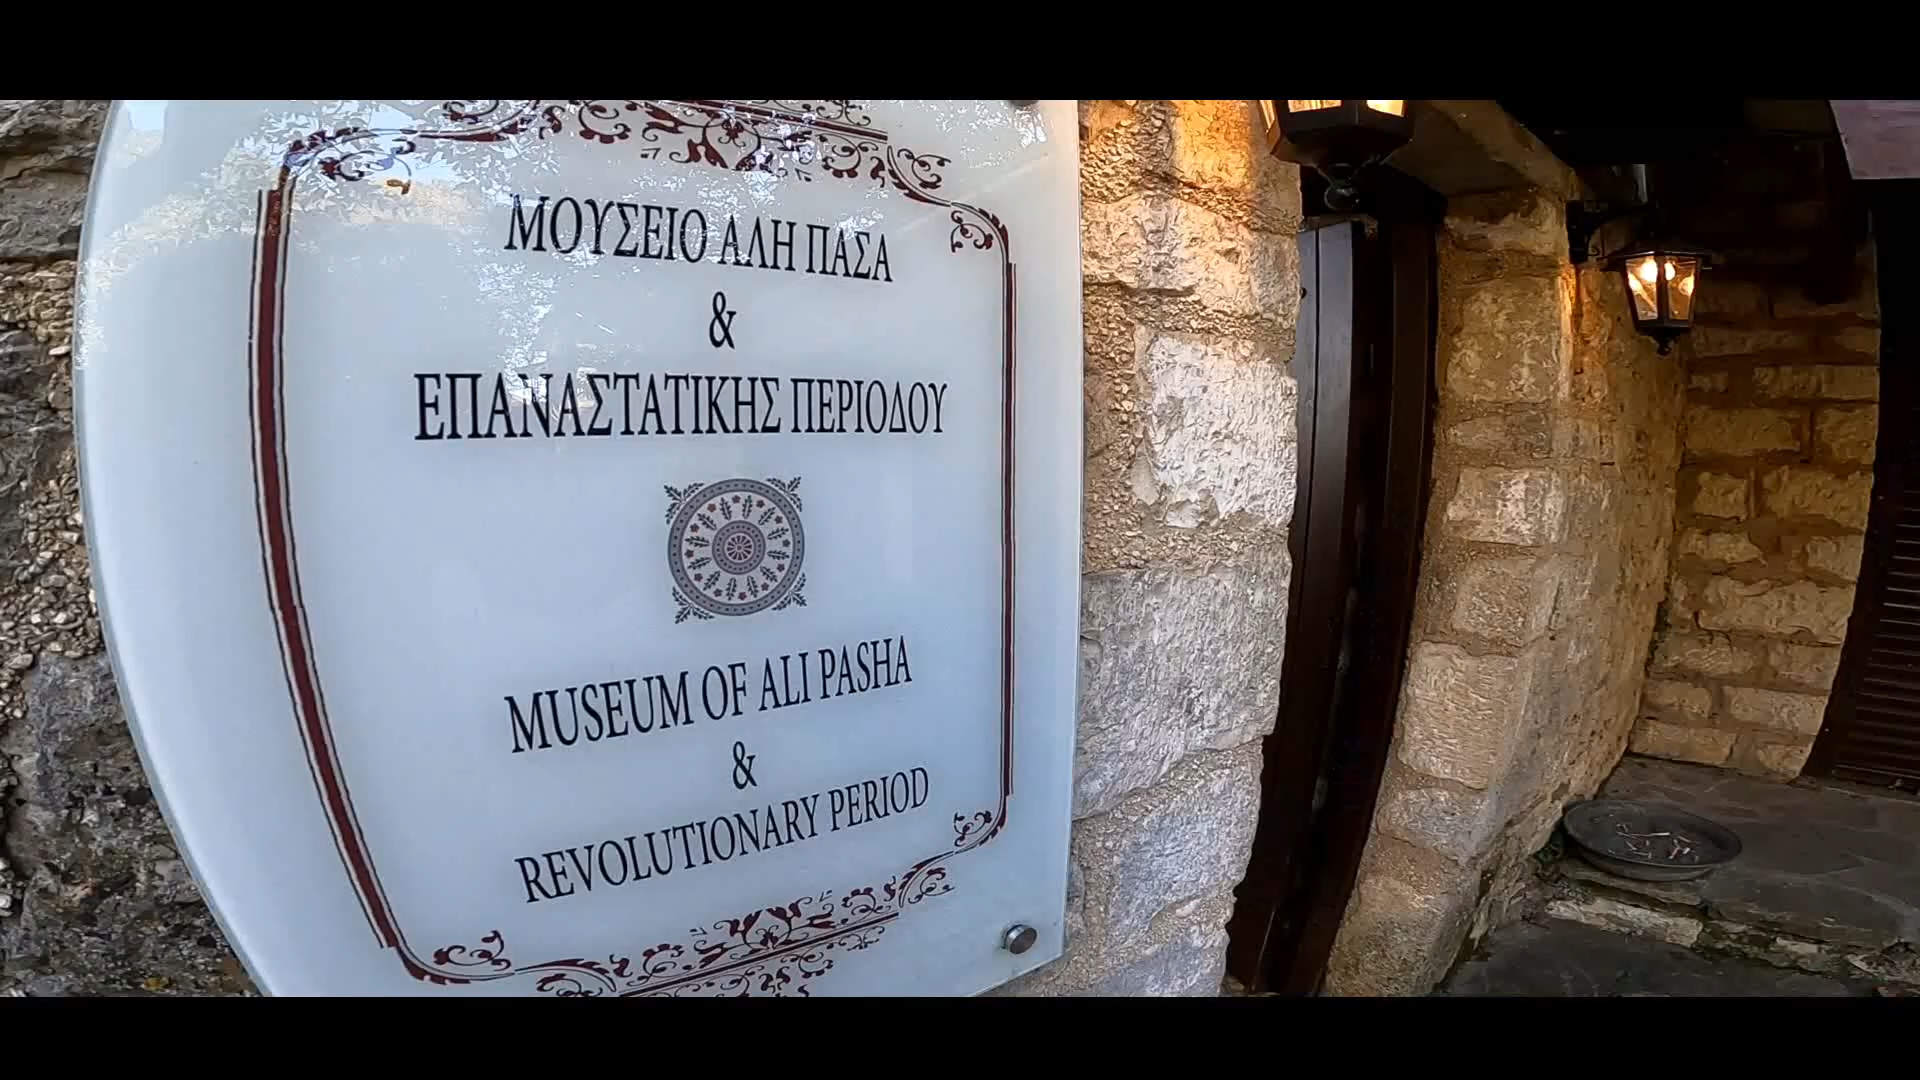 ΜΟΥΣΕΙΟ ΑΛΗ ΠΑΣΑ
&
ΕΠΑΝΑΣΤΑΤΙΚΗΣ ΠΕΡΙΟΔΟΥ
MUSEUM OF ALI PASHA
&
REVOLUTIONARY PERIOD